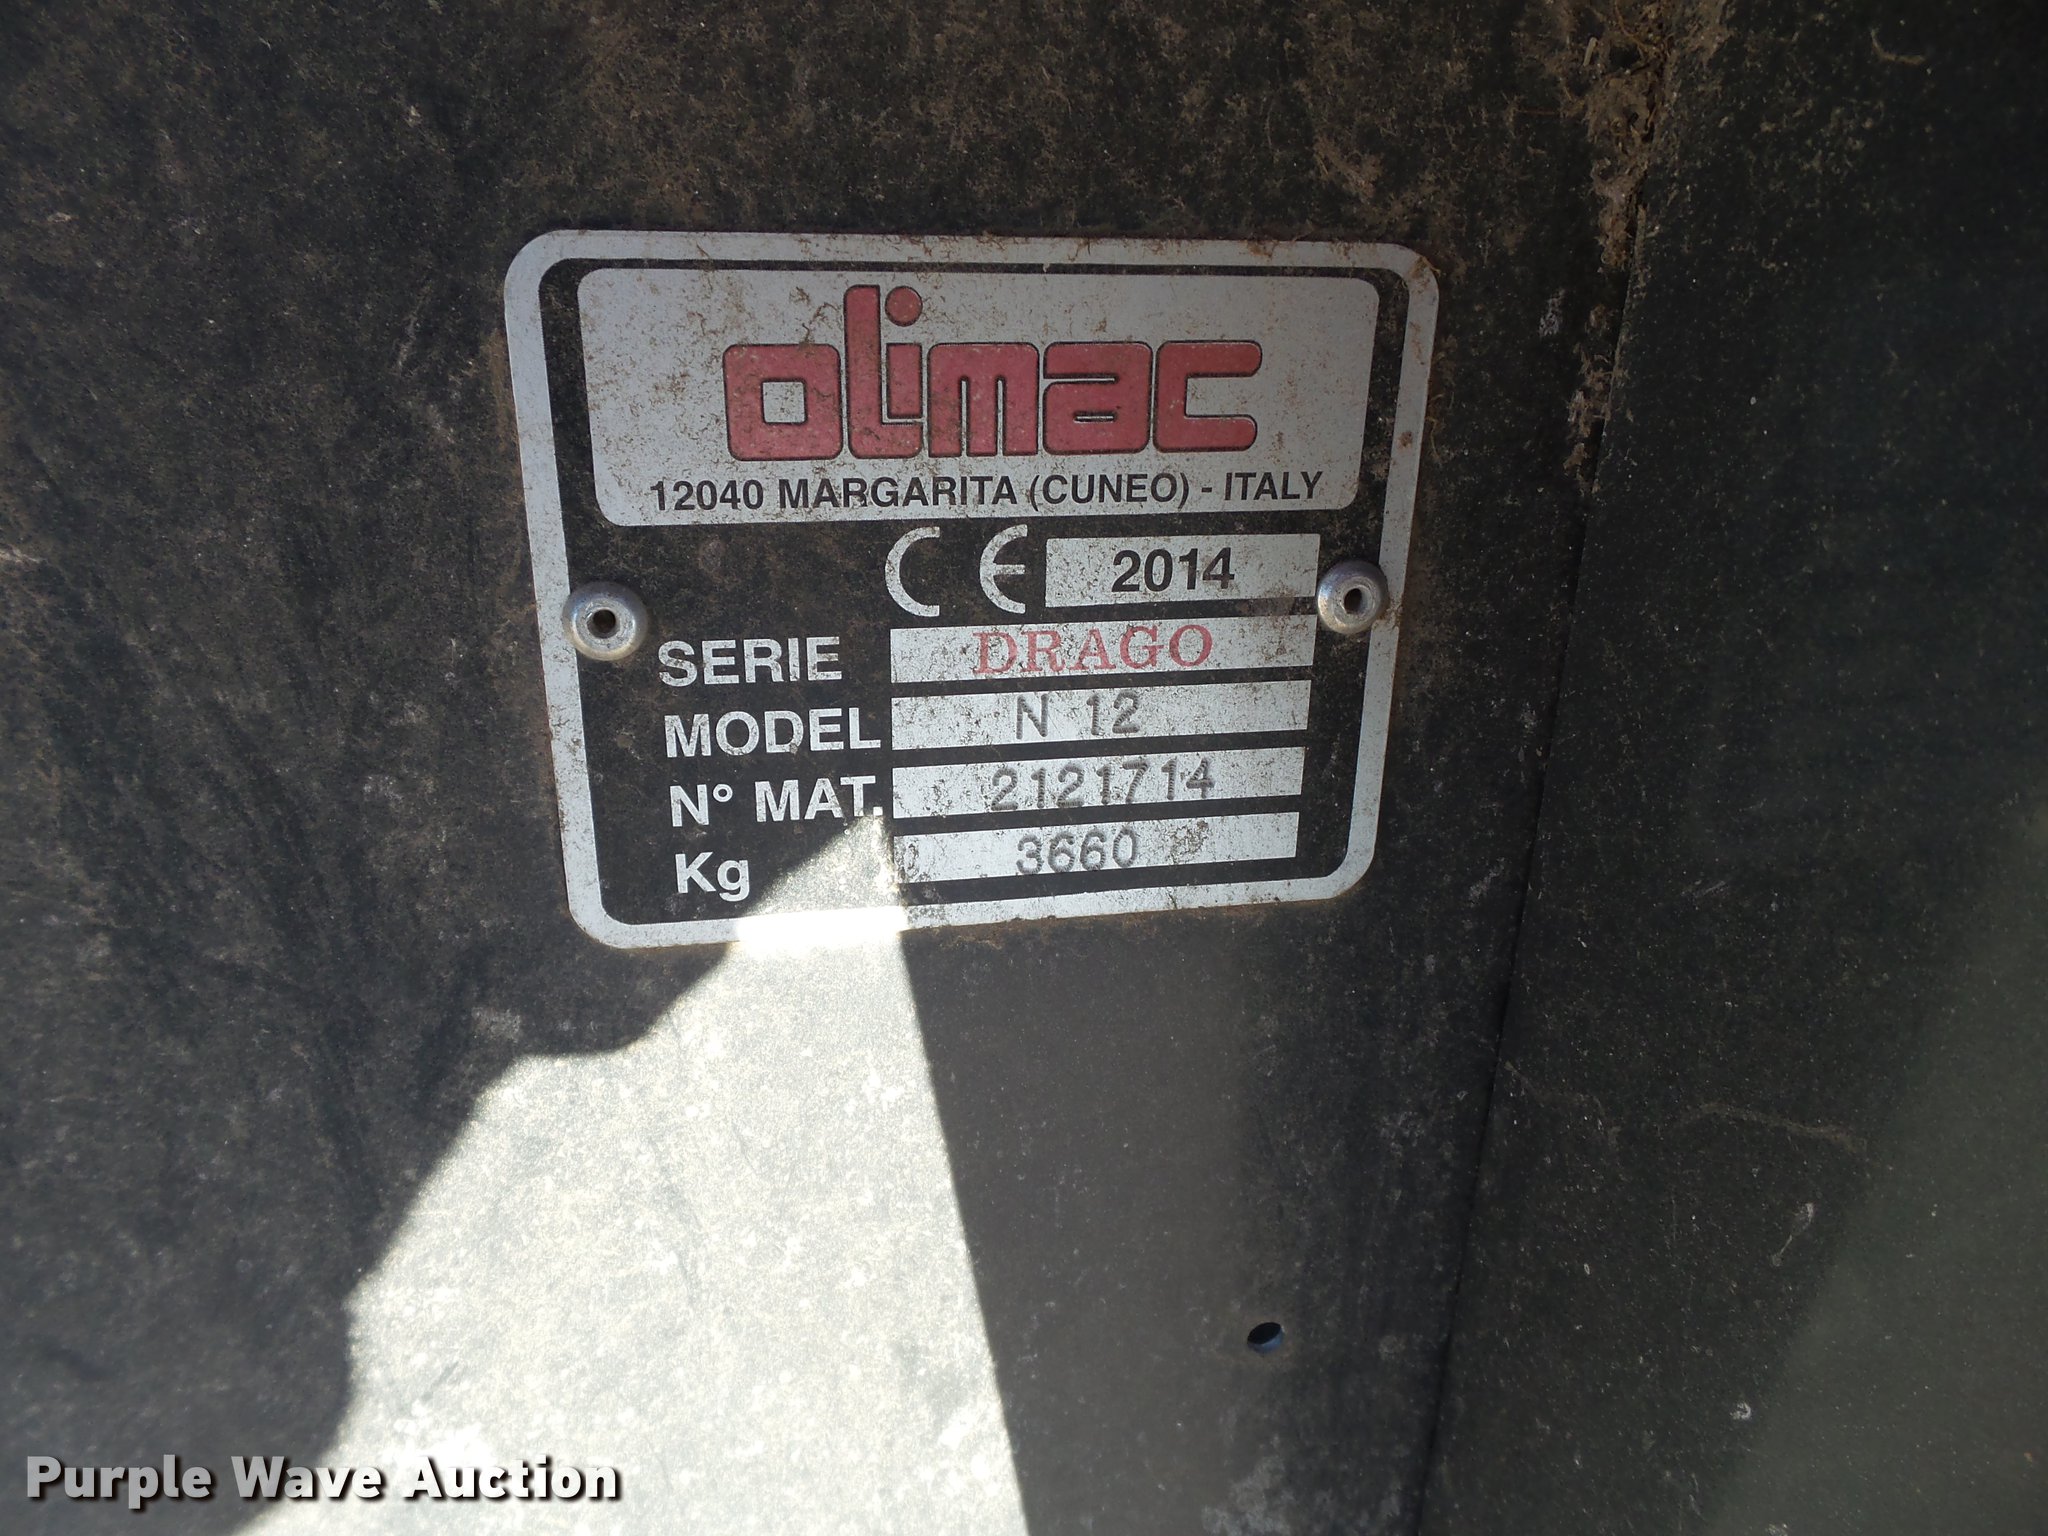 olimac
12040 MARGARITA (CUNEO) - ITALY
CE 2014
SERIE DRAGO
MODEL N 12
N° MAT. 2121714
Kg 3660
Purple Wave Auction